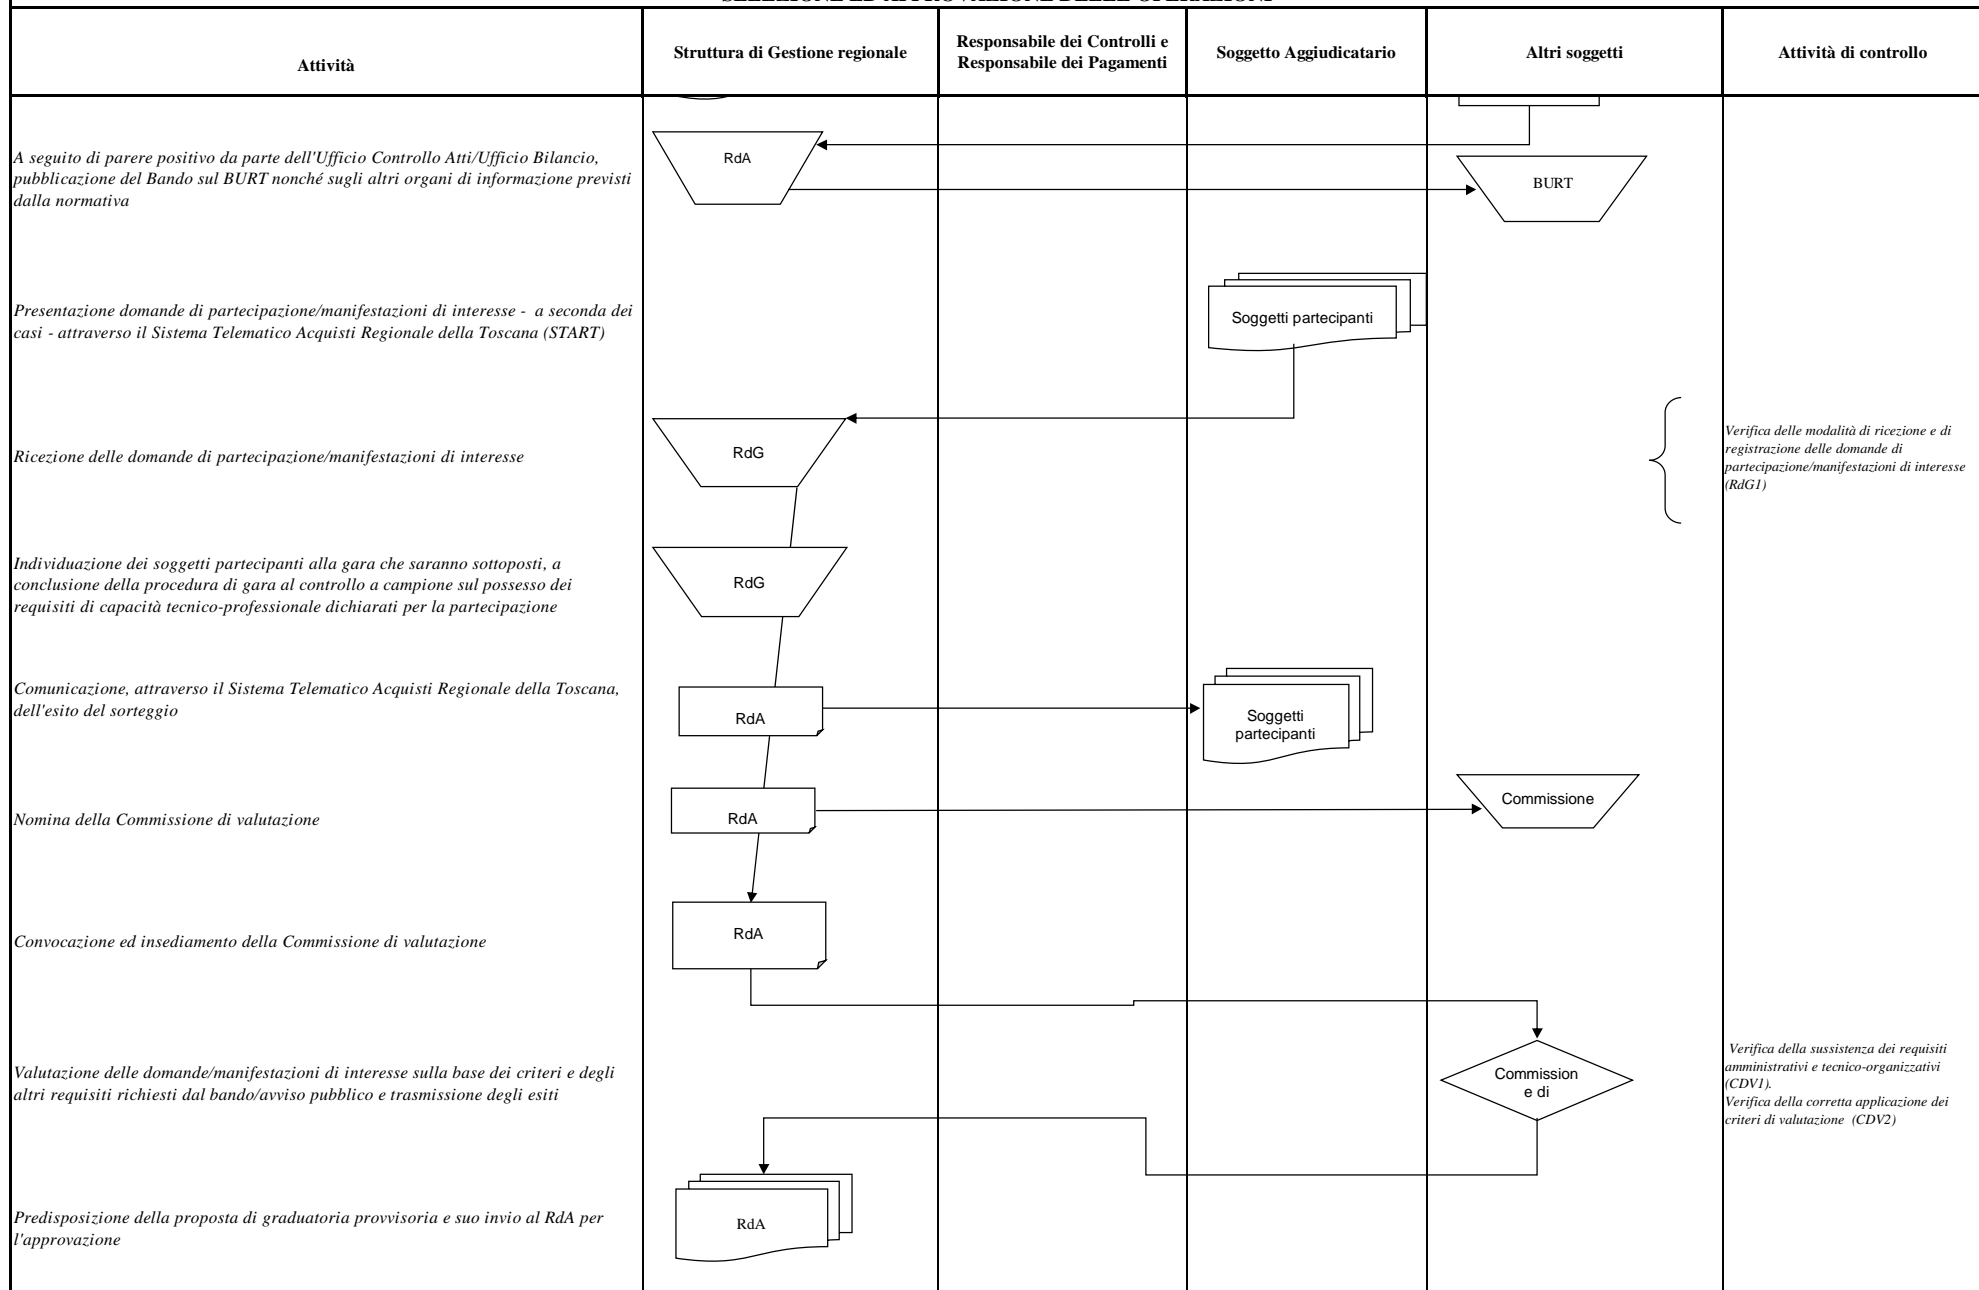 SELEZIONE ED APPROVAZIONE DELLE OPERAZIONI
Attività
Struttura di Gestione regionale
Responsabile dei Controlli e
Responsabile dei Pagamenti
Soggetto Aggiudicatario
Altri soggetti
Attività di controllo
A seguito di parere positivo da parte dell'Ufficio Controllo Atti/Ufficio Bilancio,
pubblicazione del Bando sul BURT nonché sugli altri organi di informazione previsti
dalla normativa
RdA
BURT
Presentazione domande di partecipazione/manifestazioni di interesse - a seconda dei
casi - attraverso il Sistema Telematico Acquisti Regionale della Toscana (START)
Soggetti partecipanti
Ricezione delle domande di partecipazione/manifestazioni di interesse
RdG
Verifica delle modalità di ricezione e di
registrazione delle domande di
partecipazione/manifestazioni di interesse
(RdG1)
Individuazione dei soggetti partecipanti alla gara che saranno sottoposti, a
conclusione della procedura di gara al controllo a campione sul possesso dei
requisiti di capacità tecnico-professionale dichiarati per la partecipazione
RdG
Comunicazione, attraverso il Sistema Telematico Acquisti Regionale della Toscana,
dell'esito del sorteggio
RdA
Soggetti
partecipanti
Nomina della Commissione di valutazione
RdA
Commissione
Convocazione ed insediamento della Commissione di valutazione
RdA
Valutazione delle domande/manifestazioni di interesse sulla base dei criteri e degli
altri requisiti richiesti dal bando/avviso pubblico e trasmissione degli esiti
Commission
e di
Verifica della sussistenza dei requisiti
amministrativi e tecnico-organizzativi
(CDV1).
Verifica della corretta applicazione dei
criteri di valutazione (CDV2)
Predisposizione della proposta di graduatoria provvisoria e suo invio al RdA per
l'approvazione
RdA